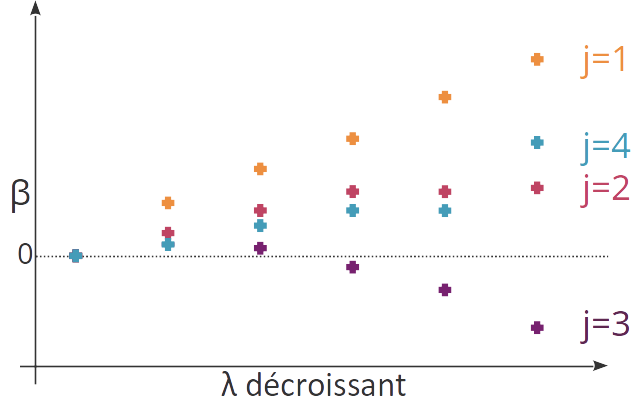 j=1
j=4
j=2
β
0
j=3
λ décroissant